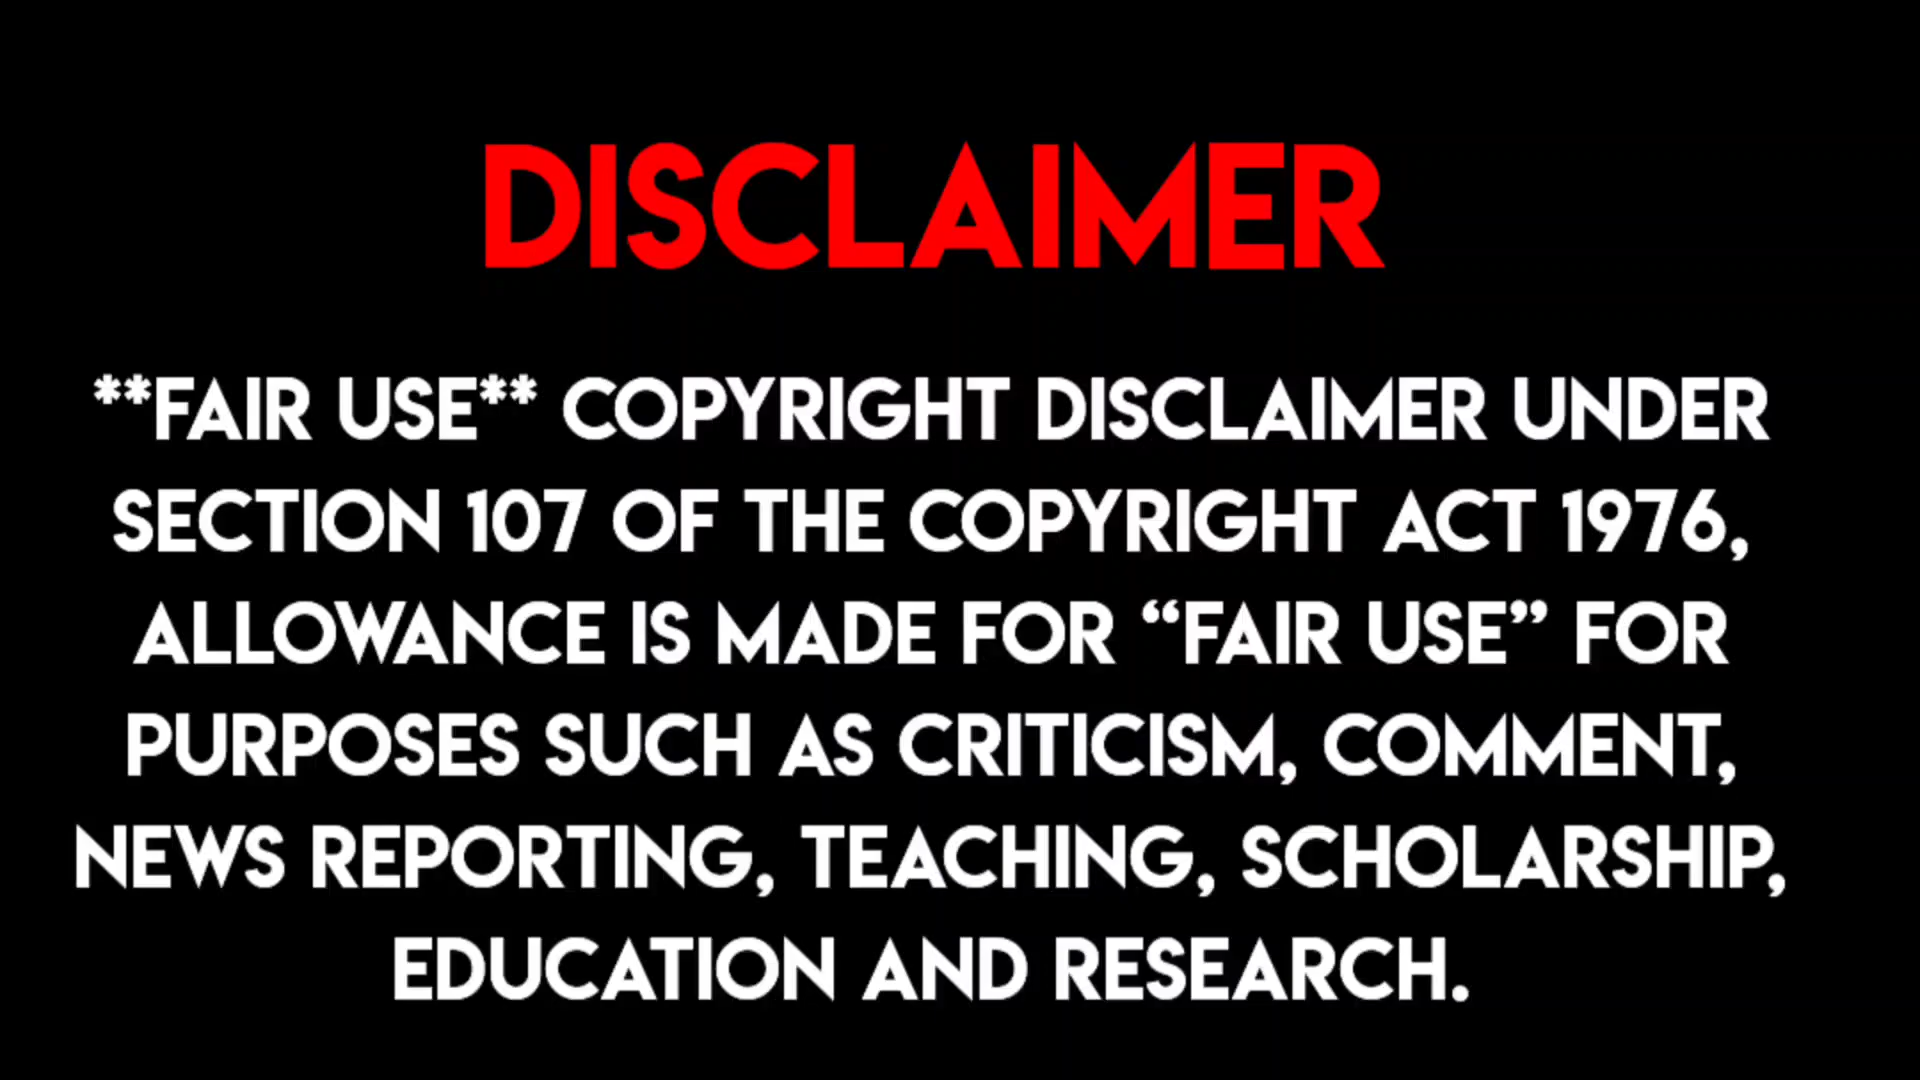 DISCLAIMER
**FAIR USE** COPYRIGHT DISCLAIMER UNDER
SECTION 107 OF THE COPYRIGHT ACT 1976,
ALLOWANCE IS MADE FOR “FAIR USE” FOR
PURPOSES SUCH AS CRITICISM, COMMENT,
NEWS REPORTING, TEACHING, SCHOLARSHIP,
EDUCATION AND RESEARCH.